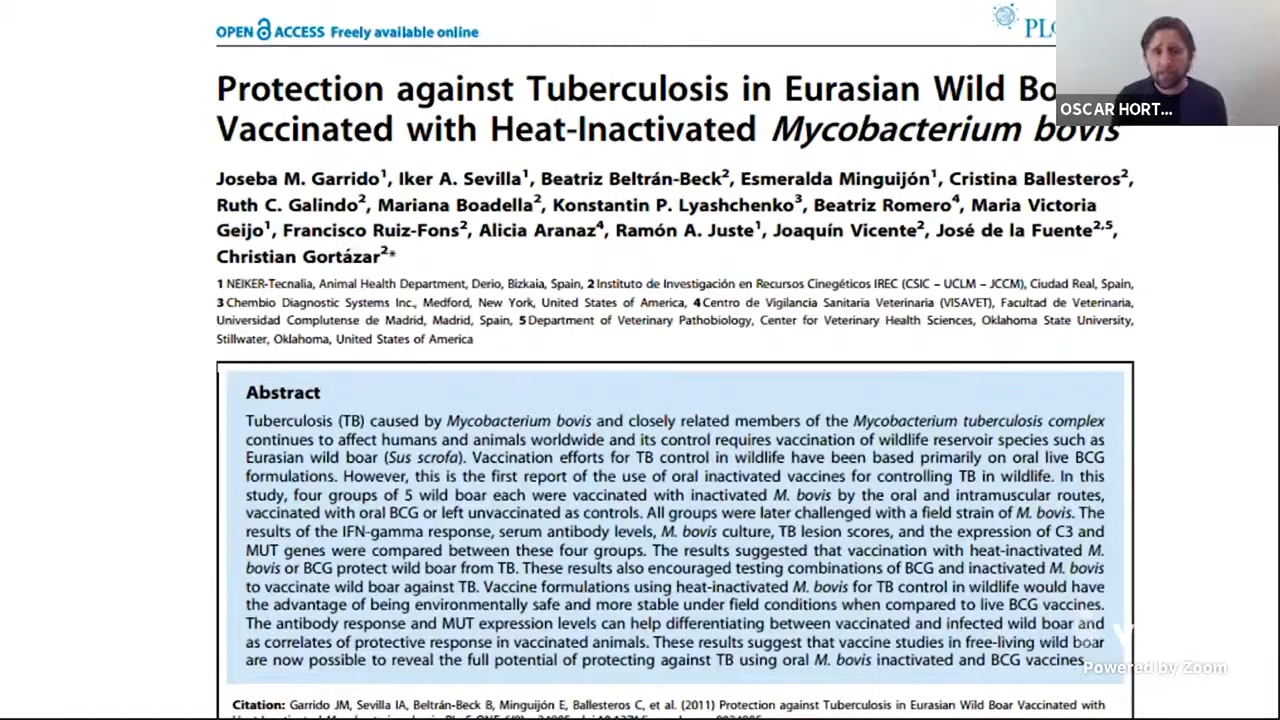 OPEN ACCESS Freely available online
Protection against Tuberculosis in Eurasian Wild
Vaccinated with Heat-Inactivated Mycobacterium bovis
OSCAR HORT...
Joseba M. Garrido1, Iker A. Sevilla1, Beatriz Beltrán-Beck2, Esmeralda Minguijón1, Cristina Ballesteros2,
Ruth C. Galindo2, Mariana Boadella2, Konstantin P. Lyashchenko3, Beatriz Romero4, Maria Victoria
Geijo1, Francisco Ruiz-Fons2, Alicia Aranaz4, Ramón A. Juste1, Joaquín Vicente2, José de la Fuente2,5,
Christian Gortázar2*
1 NEIKER-Tecnalia, Animal Health Department, Derio, Bizkaia, Spain, 2 Instituto de Investigación en Recursos Cinegéticos IREC (CSIC – UCLM – JCCM), Ciudad Real, Spain,
3 Chembio Diagnostic Systems Inc., Medford, New York, United States of America, 4 Centro de Vigilancia Sanitaria Veterinaria (VISAVET), Facultad de Veterinaria,
Universidad Complutense de Madrid, Madrid, Spain, 5 Department of Veterinary Pathobiology, Center for Veterinary Health Sciences, Oklahoma State University,
Stillwater, Oklahoma, United States of America
Abstract
Tuberculosis (TB) caused by Mycobacterium bovis and closely related members of the Mycobacterium tuberculosis complex
continues to affect humans and animals worldwide and its control requires vaccination of wildlife reservoir species such as
Eurasian wild boar (Sus scrofa). Vaccination efforts for TB control in wildlife have been based primarily on oral live BCG
formulations. However, this is the first report of the use of oral inactivated vaccines for controlling TB in wildlife. In this
study, four groups of 5 wild boar each were vaccinated with inactivated M. bovis by the oral and intramuscular routes,
vaccinated with oral BCG or left unvaccinated as controls. All groups were later challenged with a field strain of M. bovis. The
results of the IFN-gamma response, serum antibody levels, M. bovis culture, TB lesion scores, and the expression of C3 and
MUT genes were compared between these four groups. The results suggested that vaccination with heat-inactivated M.
bovis or BCG protect wild boar from TB. These results also encouraged testing combinations of BCG and inactivated M. bovis
to vaccinate wild boar against TB. Vaccine formulations using heat-inactivated M. bovis for TB control in wildlife would have
the advantage of being environmentally safe and more stable under field conditions when compared to live BCG vaccines.
The antibody response and MUT expression levels can help differentiating between vaccinated and infected wild boar and
as correlates of protective response in vaccinated animals. These results suggest that vaccine studies in free-living wild boar
are now possible to reveal the full potential of protecting against TB using oral M. bovis inactivated and BCG vaccines
Powered by Zoom
Citation: Garrido JM, Sevilla IA, Beltrán-Beck B, Minguijón E, Ballesteros C, et al. (2011) Protection against Tuberculosis in Eurasian Wild Boar Vaccinated with